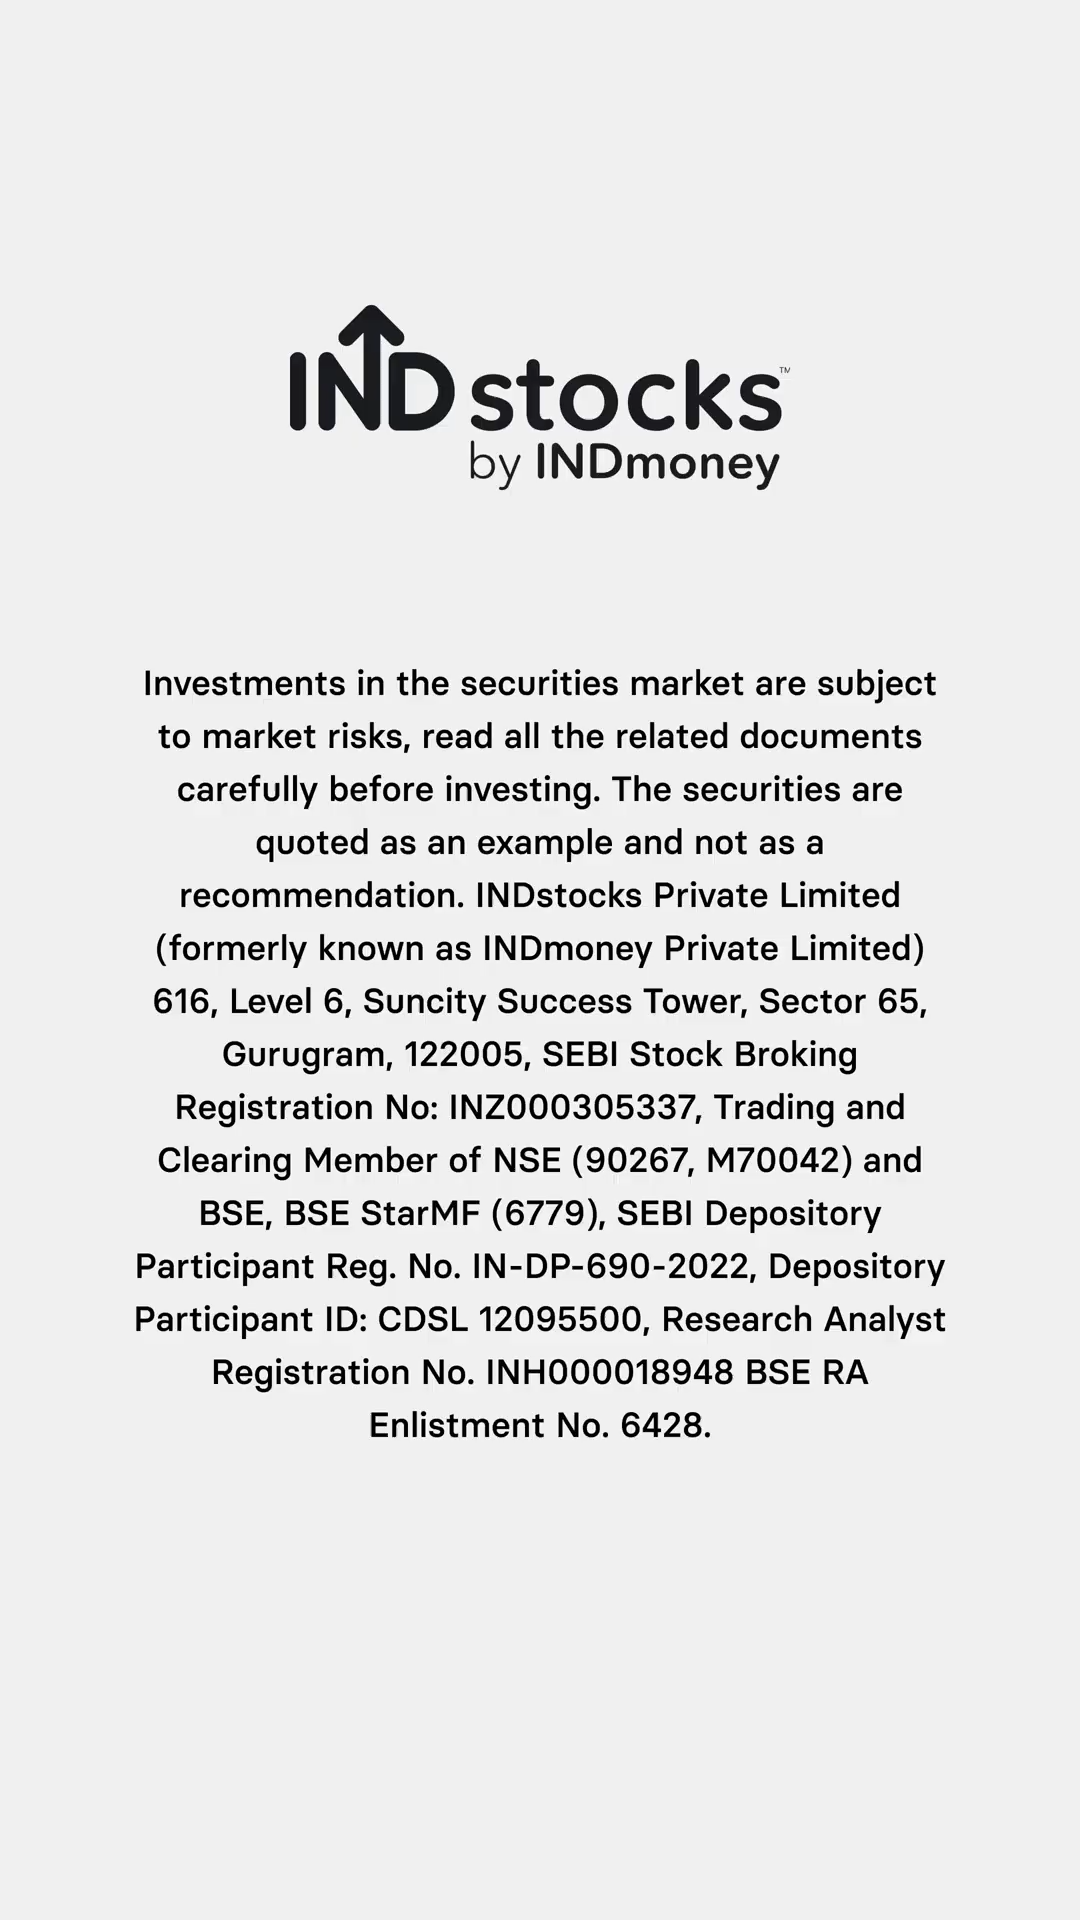 INDstocks™
by INDmoney
Investments in the securities market are subject
to market risks, read all the related documents
carefully before investing. The securities are
quoted as an example and not as a
recommendation. INDstocks Private Limited
(formerly known as INDmoney Private Limited)
616, Level 6, Suncity Success Tower, Sector 65,
Gurugram, 122005, SEBI Stock Broking
Registration No: INZ000305337, Trading and
Clearing Member of NSE (90267, M70042) and
BSE, BSE StarMF (6779), SEBI Depository
Participant Reg. No. IN-DP-690-2022, Depository
Participant ID: CDSL 12095500, Research Analyst
Registration No. INH000018948 BSE RA
Enlistment No. 6428.